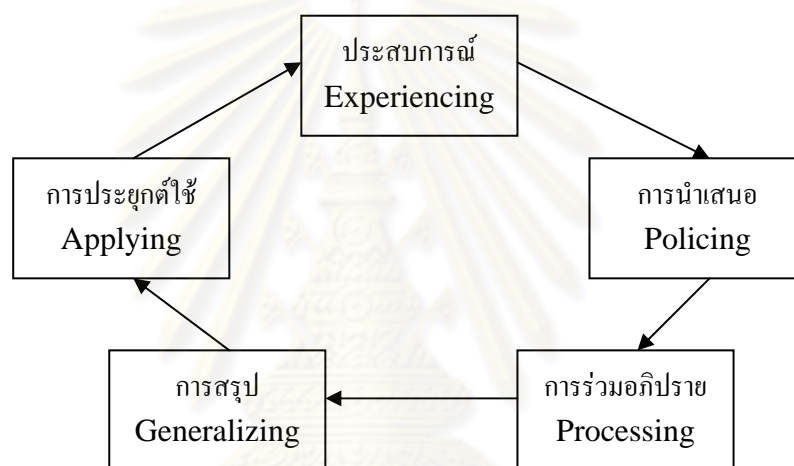 ประสบการณ์
Experiencing
การนำเสนอ
Policing
การร่วมอภิปราย
Processing
การสรุป
Generalizing
การประยุกต์ใช้
Applying